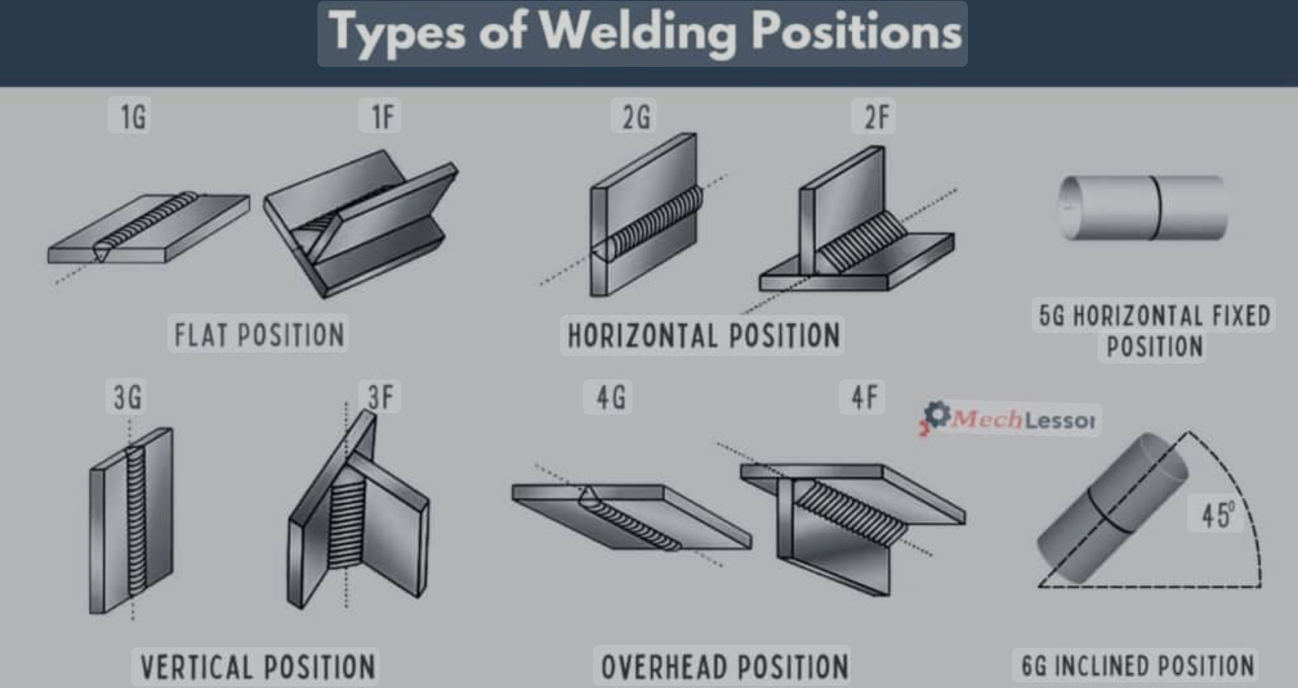 Types of Welding Positions
1G 1F 2G 2F
FLAT POSITION HORIZONTAL POSITION
5G HORIZONTAL FIXED
POSITION
3G 3F 4G 4F
MechLessor
45°
VERTICAL POSITION OVERHEAD POSITION 6G INCLINED POSITION